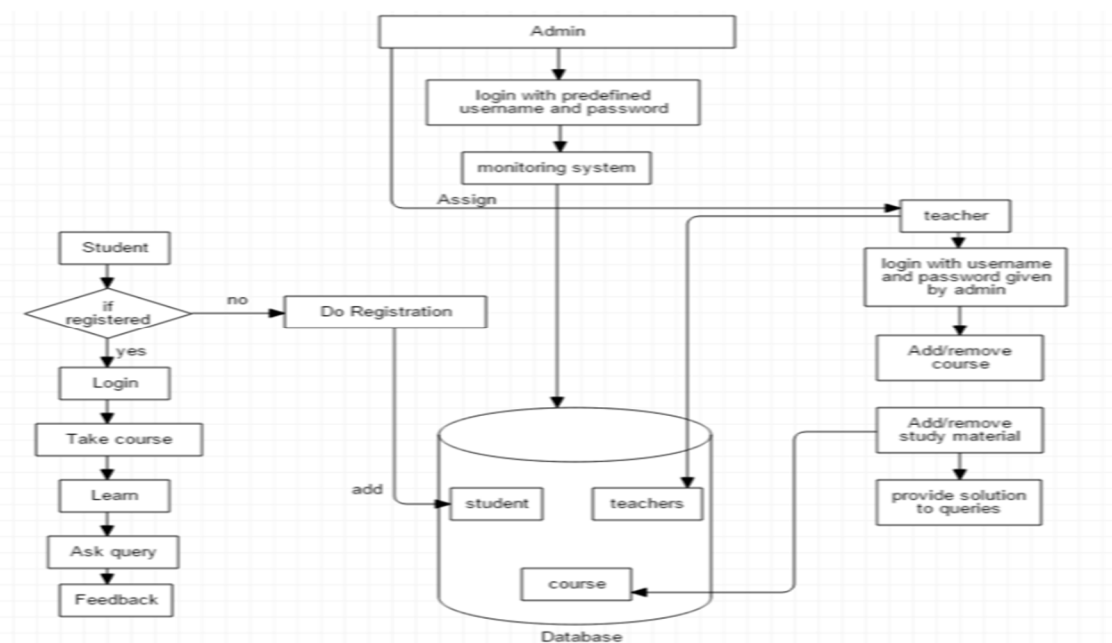 Admin
login with predefined
username and password
monitoring system
Assign
teacher
login with username
and password given
by admin
Add/remove
course
Add/remove
study material
provide solution
to queries
Student
if
registered
no
Do Registration
yes
Login
Take course
Learn
Ask query
Feedback
add
student
teachers
course
Database